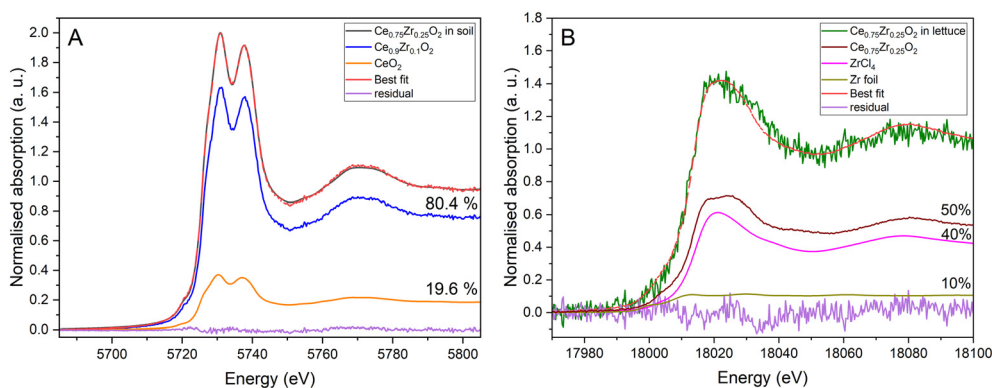 A
Ce0.75Zr0.25O2 in soil
Ce0.9Zr0.1O2
CeO2
Best fit
residual
80.4 %
19.6 %
Normalised absorption (a. u.)
2.0
1.8
1.6
1.4
1.2
1.0
0.8
0.6
0.4
0.2
0.0
5700
5720
5740
5760
5780
5800
Energy (eV)
B
Ce0.75Zr0.25O2 in lettuce
Ce0.75Zr0.25O2
ZrCl4
Zr foil
Best fit
residual
50%
40%
10%
Normalised absorption (a. u.)
1.8
1.6
1.4
1.2
1.0
0.8
0.6
0.4
0.2
0.0
17980
18000
18020
18040
18060
18080
18100
Energy (eV)